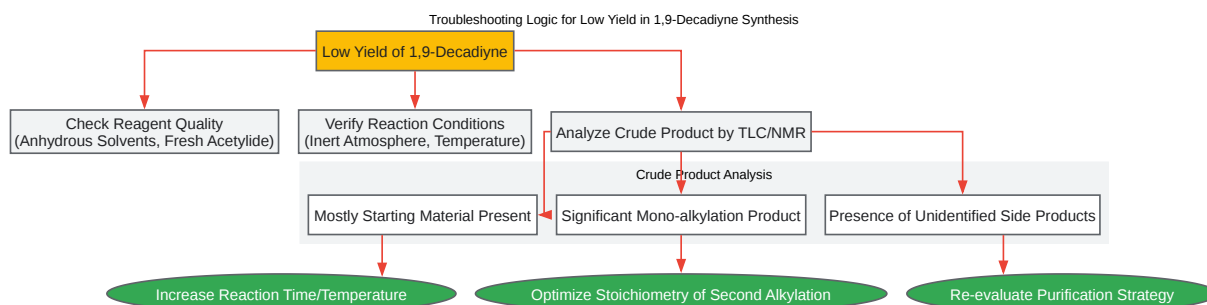 Troubleshooting Logic for Low Yield in 1,9-Decadiyne Synthesis
Low Yield of 1,9-Decadiyne
Check Reagent Quality
(Anhydrous Solvents, Fresh Acetylide)
Verify Reaction Conditions
(Inert Atmosphere, Temperature)
Analyze Crude Product by TLC/NMR
Crude Product Analysis
Mostly Starting Material Present
Significant Mono-alkylation Product
Presence of Unidentified Side Products
Increase Reaction Time/Temperature
Optimize Stoichiometry of Second Alkylation
Re-evaluate Purification Strategy